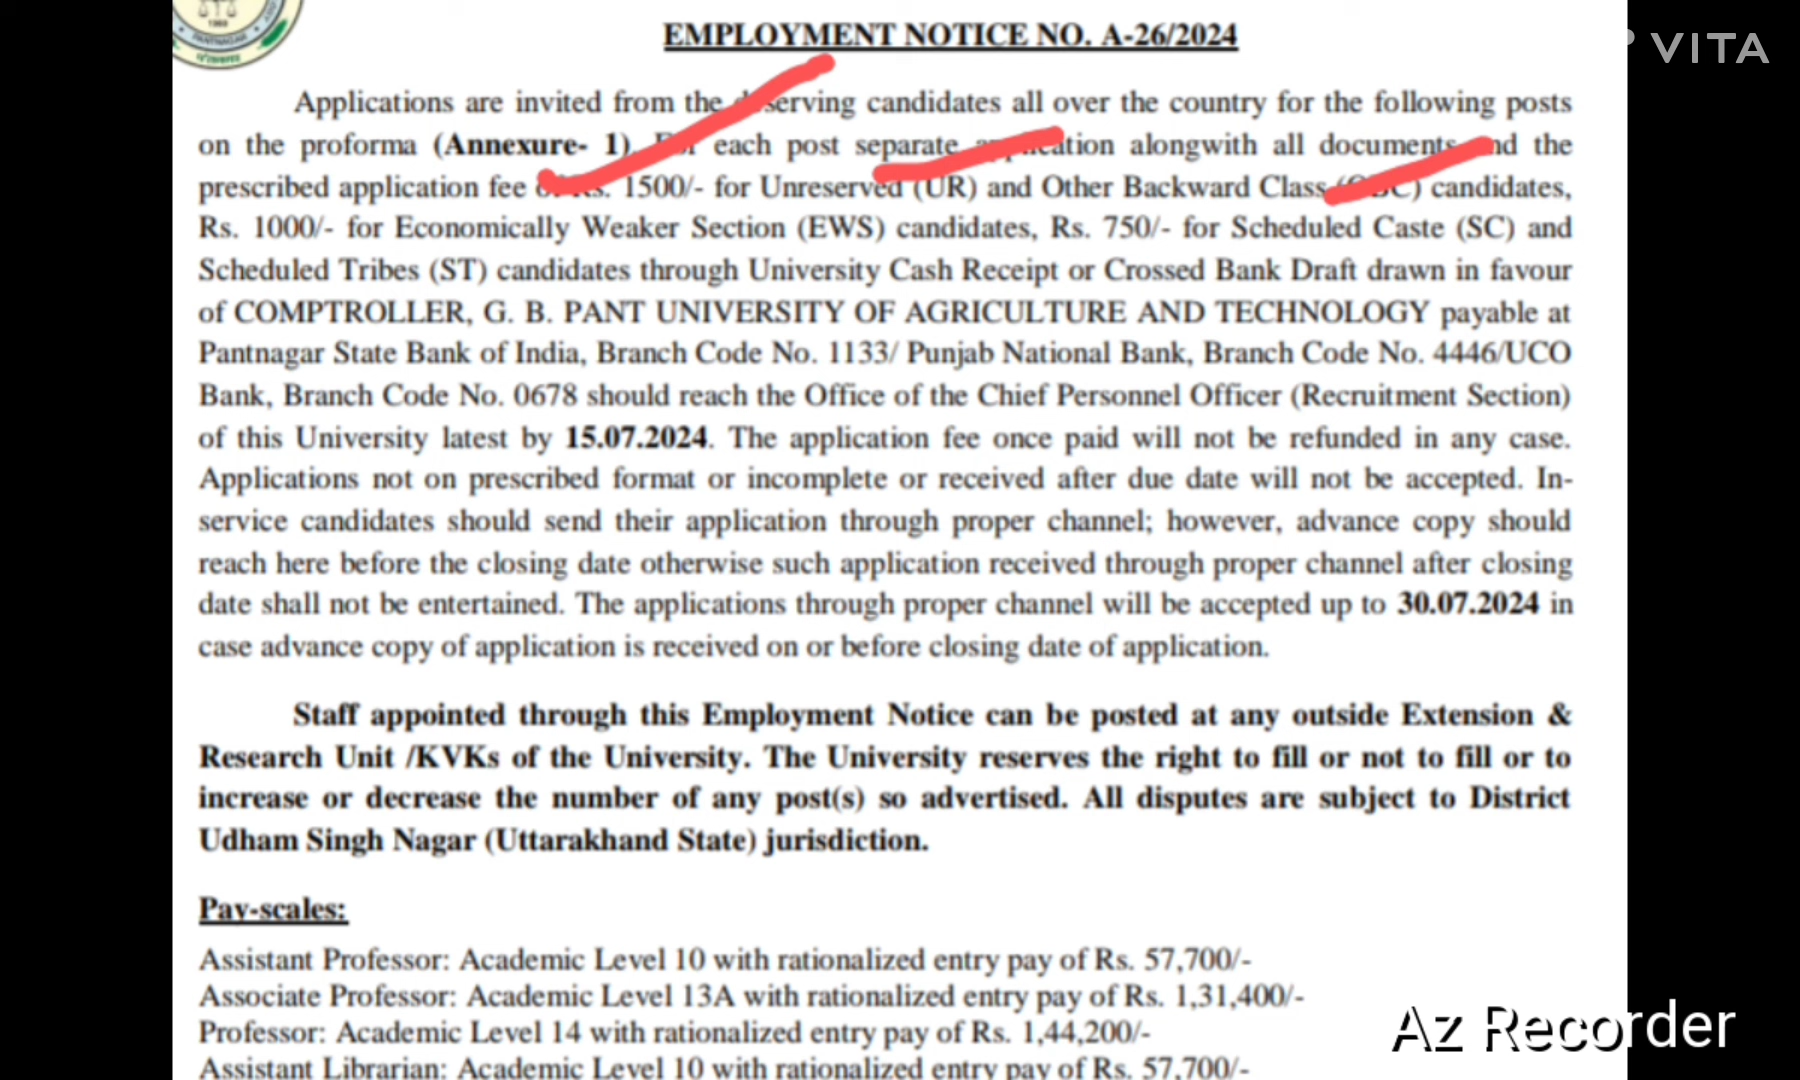 1960
PANTNAGAR
EMPLOYMENT NOTICE NO. A-26/2024
VITA
Applications are invited from the deserving candidates all over the country for the following posts
on the proforma (Annexure- 1). For each post separate application alongwith all documents and the
prescribed application fee of Rs. 1500/- for Unreserved (UR) and Other Backward Class (OBC) candidates,
Rs. 1000/- for Economically Weaker Section (EWS) candidates, Rs. 750/- for Scheduled Caste (SC) and
Scheduled Tribes (ST) candidates through University Cash Receipt or Crossed Bank Draft drawn in favour
of COMPTROLLER, G. B. PANT UNIVERSITY OF AGRICULTURE AND TECHNOLOGY payable at
Pantnagar State Bank of India, Branch Code No. 1133/ Punjab National Bank, Branch Code No. 4446/UCO
Bank, Branch Code No. 0678 should reach the Office of the Chief Personnel Officer (Recruitment Section)
of this University latest by 15.07.2024. The application fee once paid will not be refunded in any case.
Applications not on prescribed format or incomplete or received after due date will not be accepted. In-
service candidates should send their application through proper channel; however, advance copy should
reach here before the closing date otherwise such application received through proper channel after closing
date shall not be entertained. The applications through proper channel will be accepted up to 30.07.2024 in
case advance copy of application is received on or before closing date of application.
Staff appointed through this Employment Notice can be posted at any outside Extension &
Research Unit /KVKs of the University. The University reserves the right to fill or not to fill or to
increase or decrease the number of any post(s) so advertised. All disputes are subject to District
Udham Singh Nagar (Uttarakhand State) jurisdiction.
Pay-scales:
Assistant Professor: Academic Level 10 with rationalized entry pay of Rs. 57,700/-
Associate Professor: Academic Level 13A with rationalized entry pay of Rs. 1,31,400/-
Professor: Academic Level 14 with rationalized entry pay of Rs. 1,44,200/-
Assistant Librarian: Academic Level 10 with rationalized entry pay of Rs. 57,700/-
Az Recorder